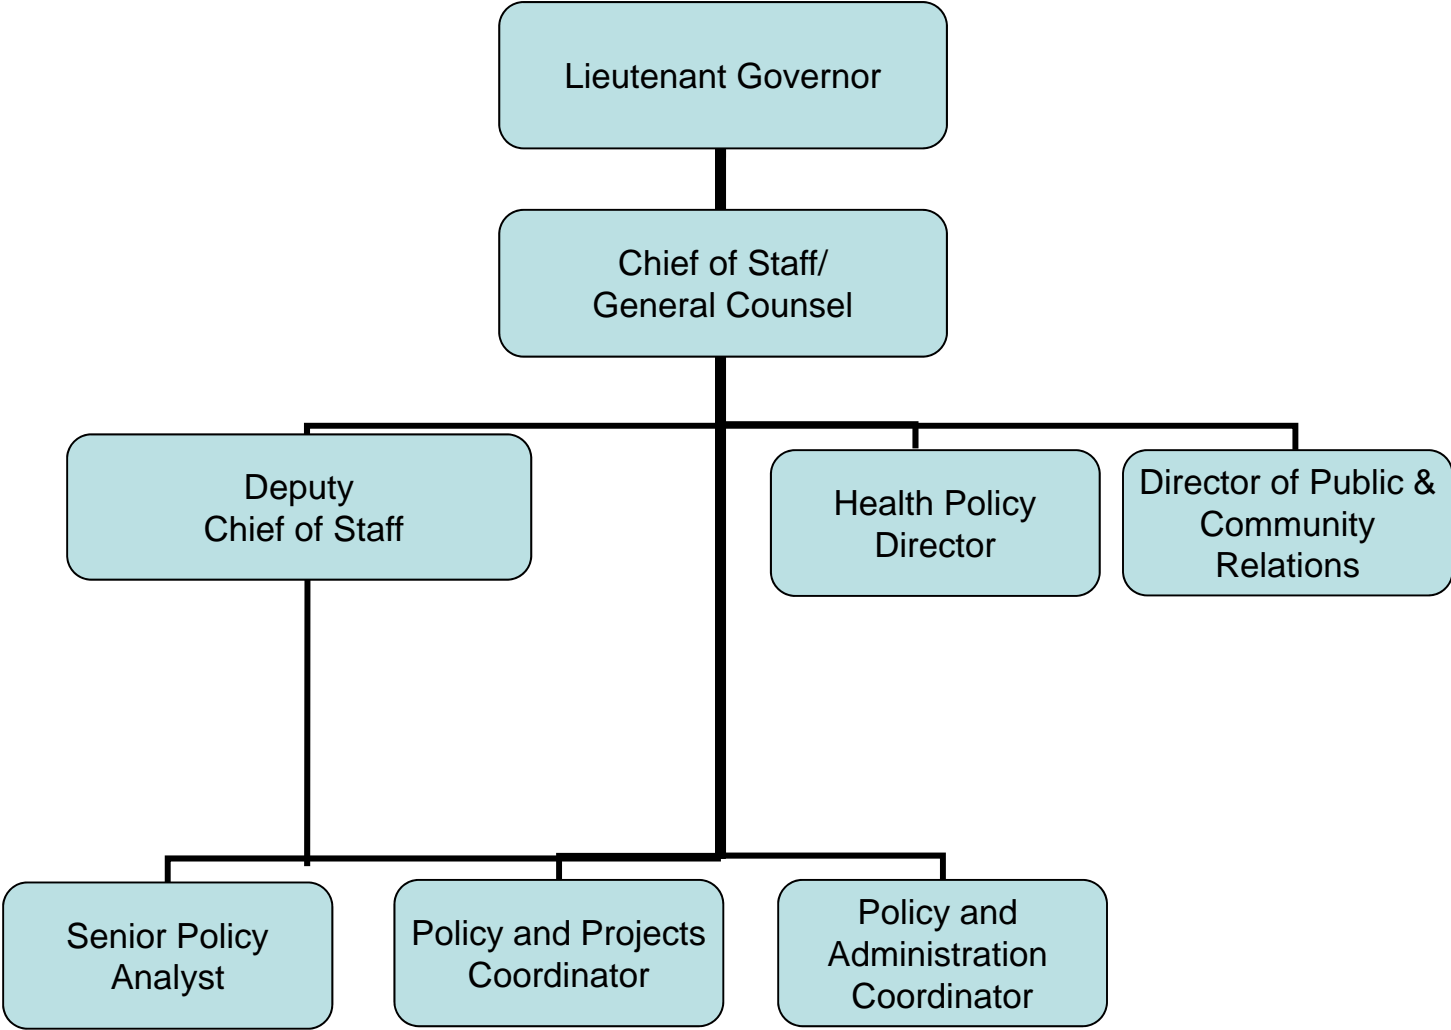 Lieutenant Governor
Chief of Staff/
General Counsel
Deputy
Chief of Staff
Health Policy
Director
Director of Public &
Community
Relations
Senior Policy
Analyst
Policy and Projects
Coordinator
Policy and
Administration
Coordinator